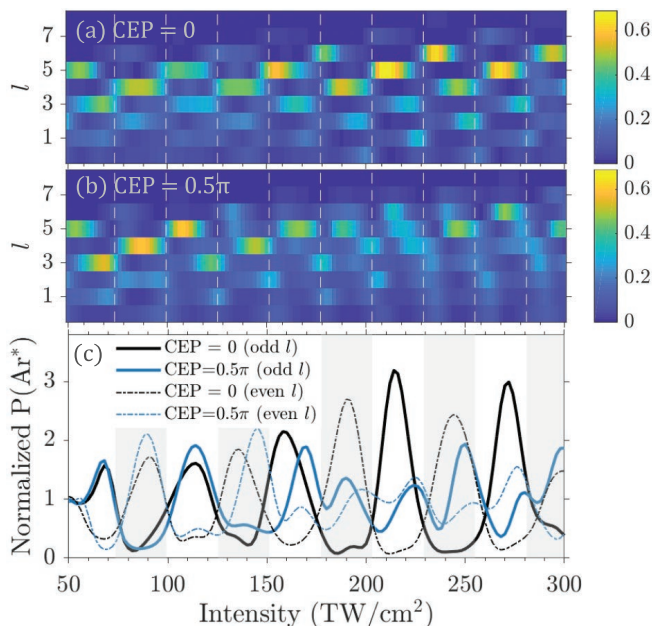 (a) CEP = 0
7
5
3
1
l
0.6
0.4
0.2
0
(b) CEP = 0.5π
7
5
3
1
l
0.6
0.4
0.2
0
(c)
CEP = 0 (odd l)
CEP=0.5π (odd l)
CEP = 0 (even l)
CEP=0.5π (even l)
3
2
1
0
Normalized P(Ar*)
50 100 150 200 250 300
Intensity (TW/cm²)